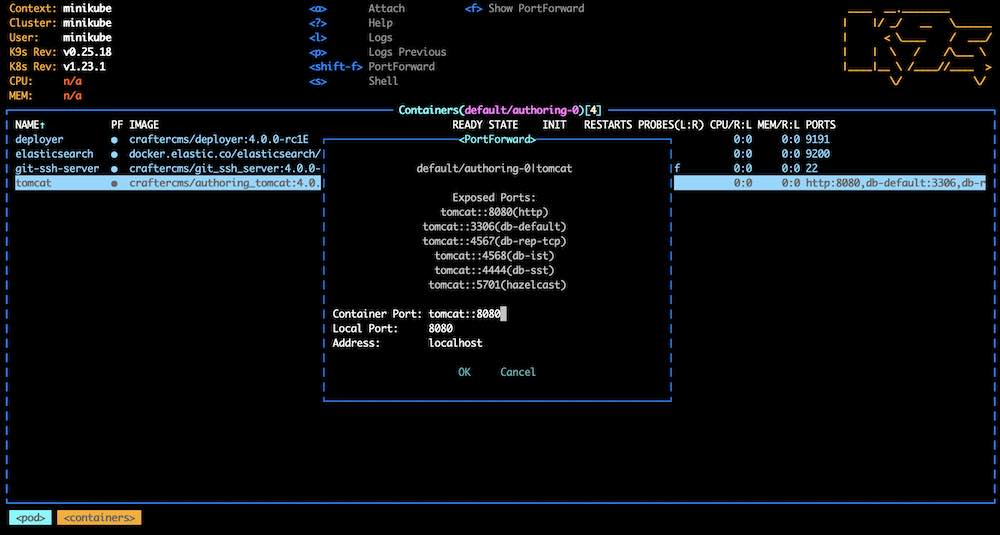 Context: minikube <a> Attach <f> Show PortForward
Cluster: minikube <?> Help
User: minikube <l> Logs
K9s Rev: v0.25.18 <p> Logs Previous
K8s Rev: v1.23.1 <shift-f> PortForward
CPU: n/a <s> Shell
MEM: n/a
K9s
Containers(default/authoring-0)[4]
NAME↑ PF IMAGE READY STATE INIT RESTARTS PROBES(L:R) CPU/R:L MEM/R:L PORTS
deployer ● craftercms/deployer:4.0.0-rc1E 0:0 0:0 9191
elasticsearch ● docker.elastic.co/elasticsearch/ 0:0 0:0 9200
git-ssh-server ● craftercms/git_ssh_server:4.0.0- f 0:0 0:0 22
tomcat ● craftercms/authoring_tomcat:4.0. 0:0 0:0 http:8080,db-default:3306,db-r
<PortForward>
default/authoring-0|tomcat
Exposed Ports:
tomcat::8080(http)
tomcat::3306(db-default)
tomcat::4567(db-rep-tcp)
tomcat::4568(db-ist)
tomcat::4444(db-sst)
tomcat::5701(hazelcast)
Container Port: tomcat::8080
Local Port: 8080
Address: localhost
OK Cancel
<pod> <containers>